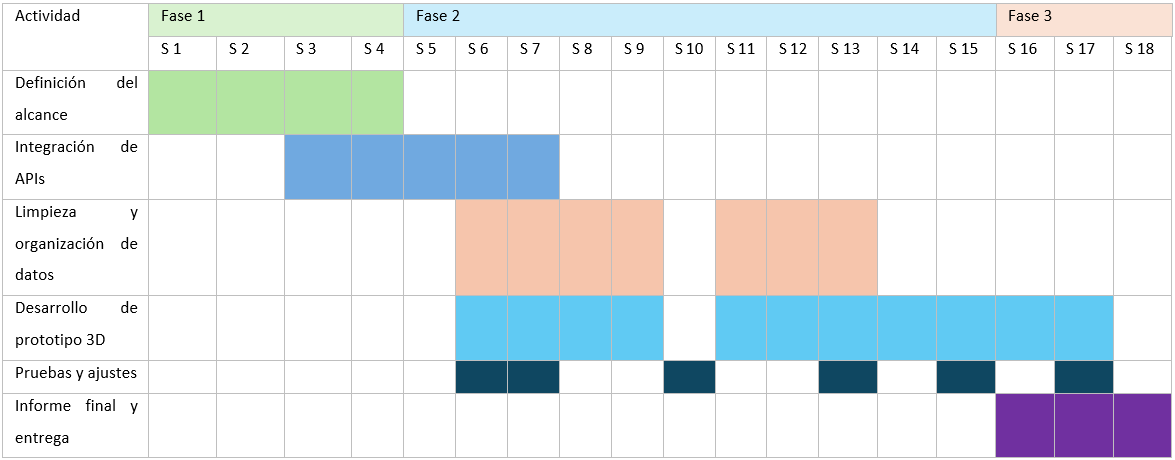 Actividad Fase 1 Fase 2 Fase 3
S 1 S 2 S 3 S 4 S 5 S 6 S 7 S 8 S 9 S 10 S 11 S 12 S 13 S 14 S 15 S 16 S 17 S 18
Definición del
alcance
Integración de
APIs
Limpieza y
organización de
datos
Desarrollo de
prototipo 3D
Pruebas y ajustes
Informe final y
entrega